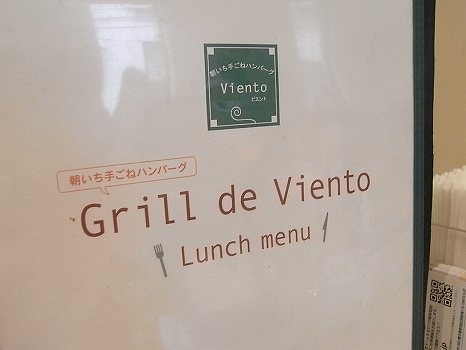 朝いち手ごねハンバーグ
Viento
ビエント
朝いち手ごねハンバーグ
Grill de Viento
Lunch menu